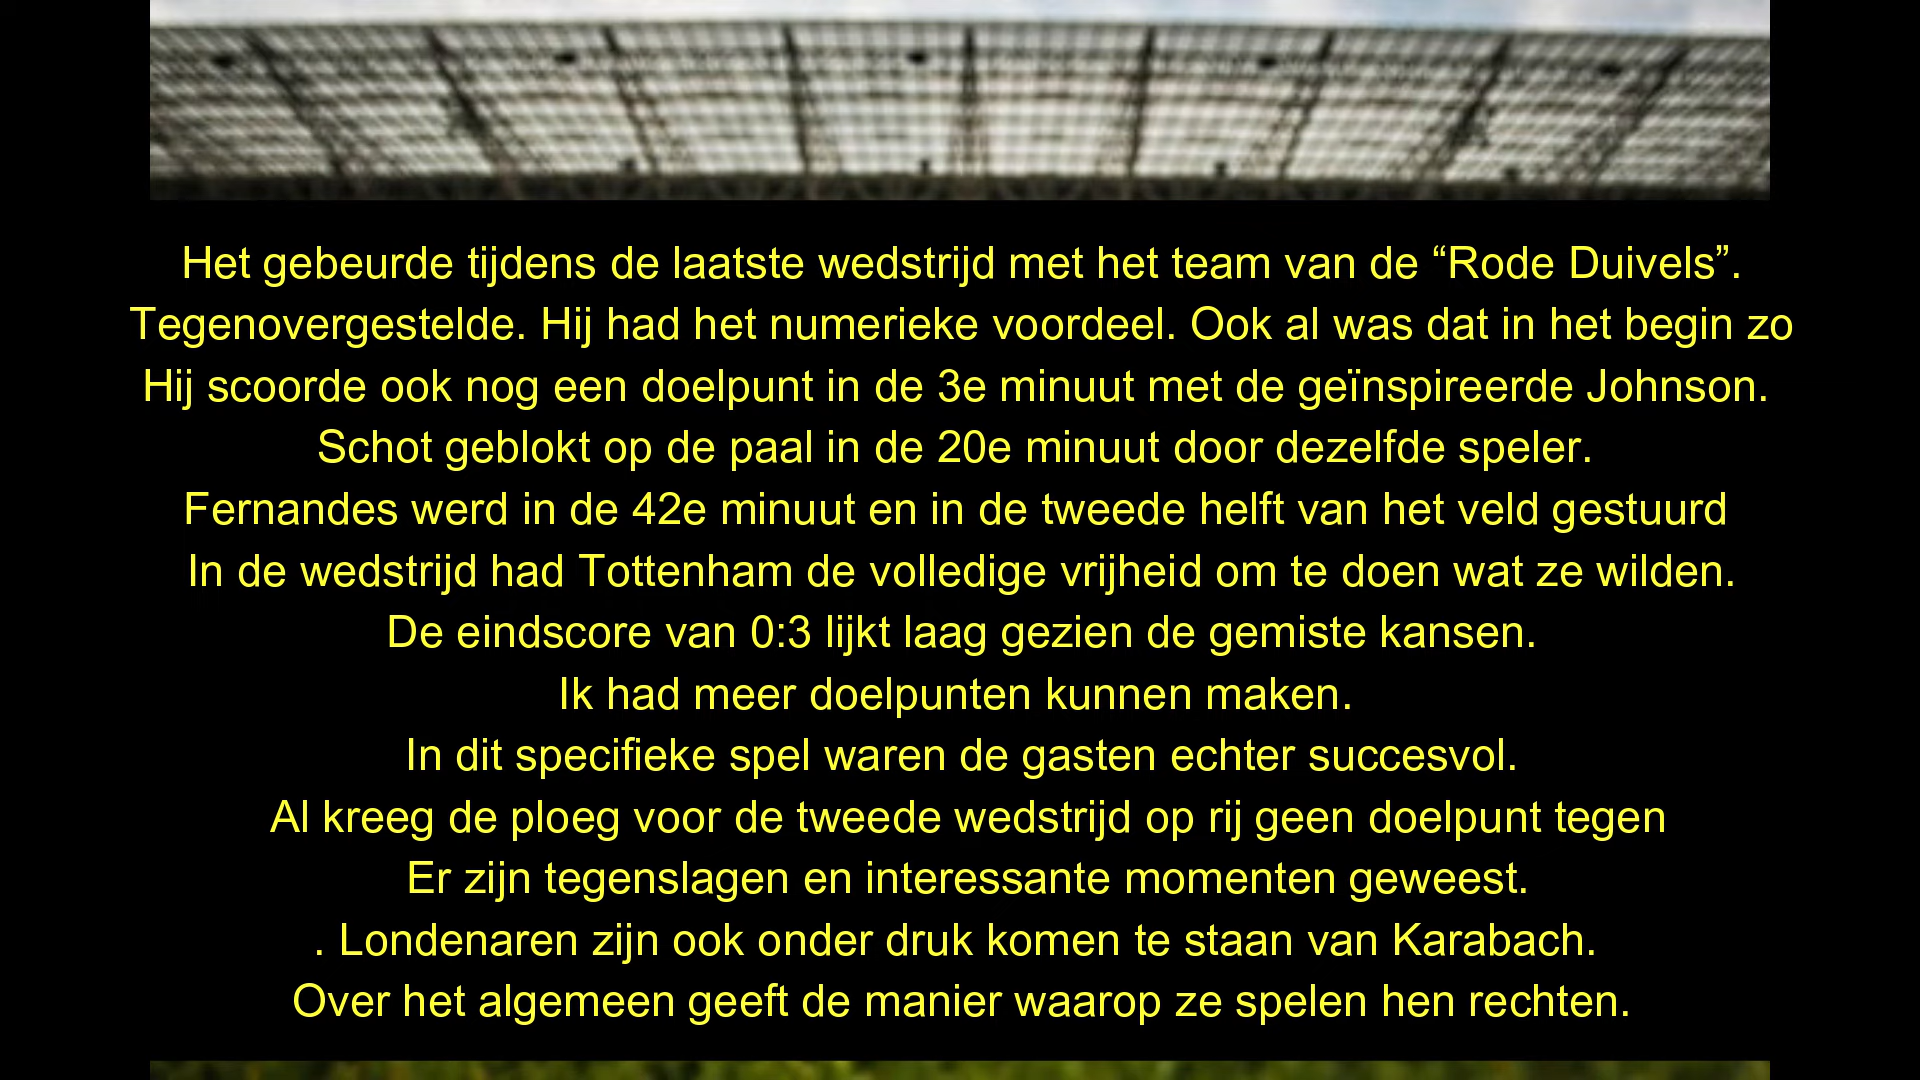 Het gebeurde tijdens de laatste wedstrijd met het team van de “Rode Duivels”.
Tegenovergestelde. Hij had het numerieke voordeel. Ook al was dat in het begin zo
Hij scoorde ook nog een doelpunt in de 3e minuut met de geïnspireerde Johnson.
Schot geblokt op de paal in de 20e minuut door dezelfde speler.
Fernandes werd in de 42e minuut en in de tweede helft van het veld gestuurd
In de wedstrijd had Tottenham de volledige vrijheid om te doen wat ze wilden.
De eindscore van 0:3 lijkt laag gezien de gemiste kansen.
Ik had meer doelpunten kunnen maken.
In dit specifieke spel waren de gasten echter succesvol.
Al kreeg de ploeg voor de tweede wedstrijd op rij geen doelpunt tegen
Er zijn tegenslagen en interessante momenten geweest.
. Londenaren zijn ook onder druk komen te staan van Karabach.
Over het algemeen geeft de manier waarop ze spelen hen rechten.